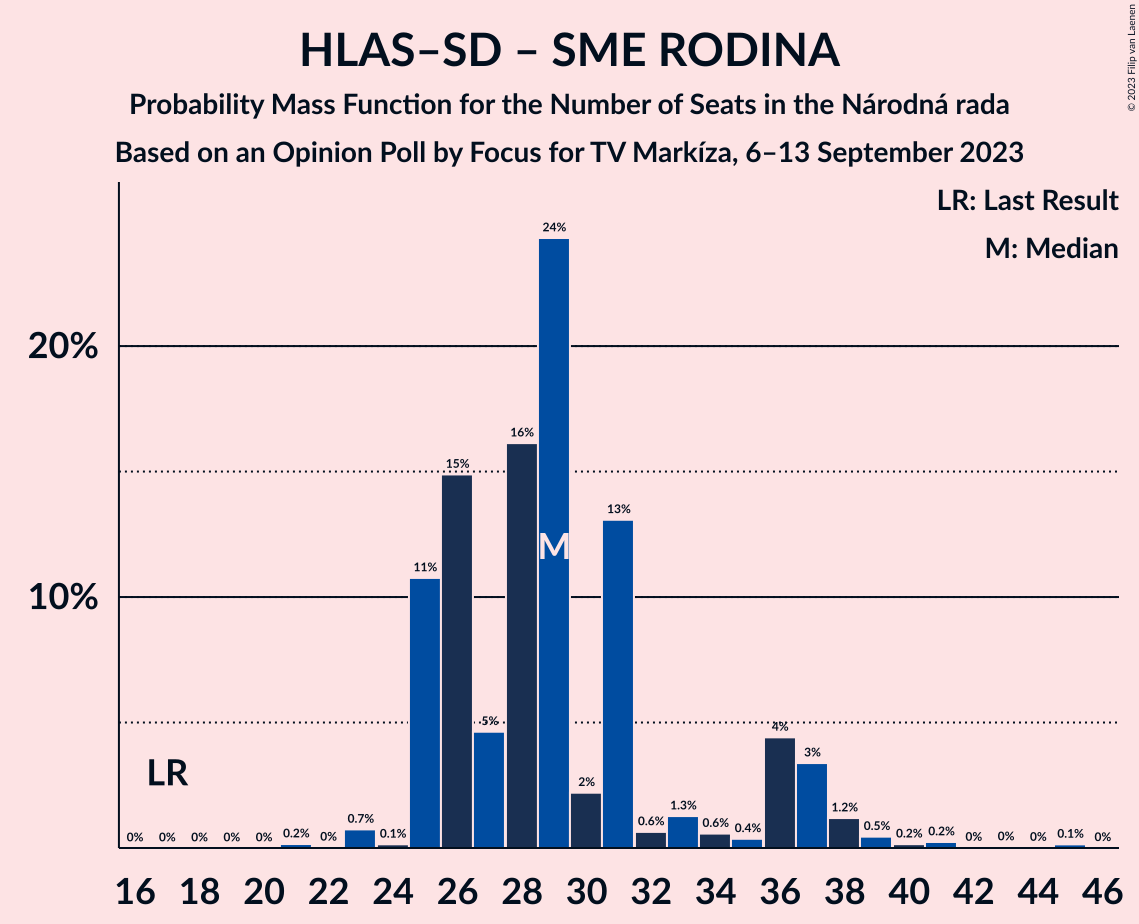 HLAS–SD – SME RODINA
Probability Mass Function for the Number of Seats in the Národná rada
Based on an Opinion Poll by Focus for TV Markíza, 6–13 September 2023
© 2023 Filip van Laenen
LR: Last Result
M: Median
20%
10%
24%
16%
15%
13%
11%
5%
4%
3%
2%
M
LR
0% 0% 0% 0% 0% 0.2% 0% 0.7% 0.1% 0.6% 1.3% 0.6% 0.4% 1.2% 0.5% 0.2% 0.2% 0% 0% 0% 0.1% 0%
16 18 20 22 24 26 28 30 32 34 36 38 40 42 44 46